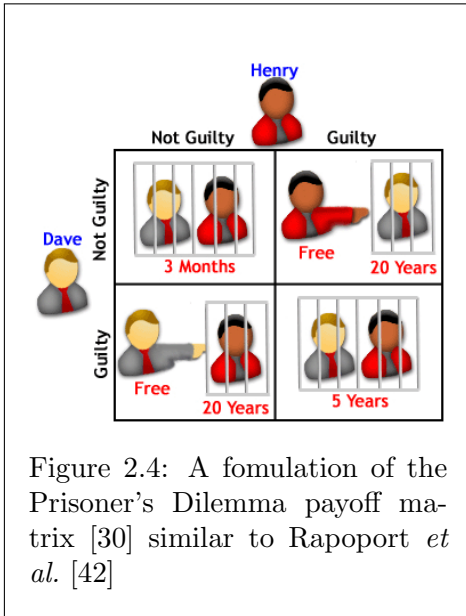 Henry
Not Guilty Guilty
Not Guilty
Dave
3 Months
Free
20 Years
Guilty
Free
20 Years
5 Years
Figure 2.4: A fomulation of the
Prisoner's Dilemma payoff ma-
trix [30] similar to Rapoport et
al. [42]